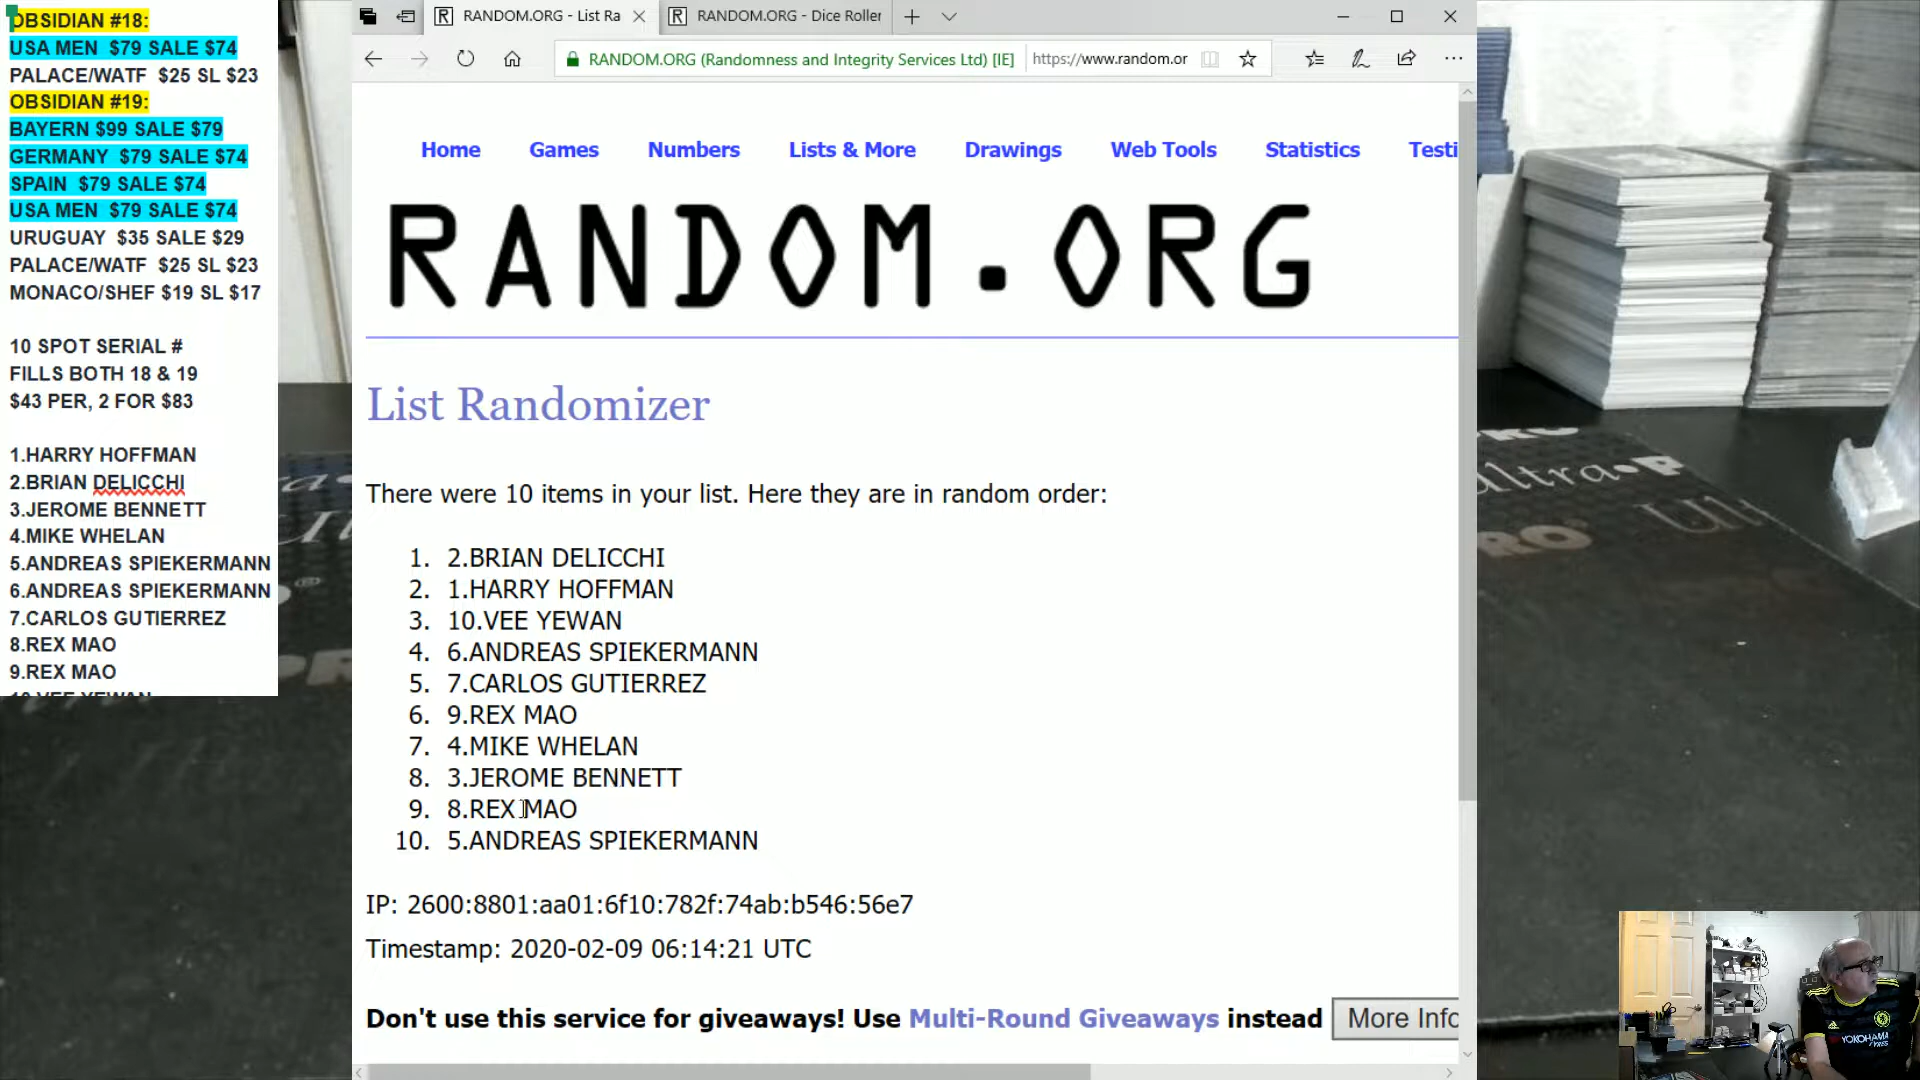 OBSIDIAN #18:
USA MEN $79 SALE $74
PALACE/WATF $25 SL $23
OBSIDIAN #19:
BAYERN $99 SALE $79
GERMANY $79 SALE $74
SPAIN $79 SALE $74
USA MEN $79 SALE $74
URUGUAY $35 SALE $29
PALACE/WATF $25 SL $23
MONACO/SHEF $19 SL $17
10 SPOT SERIAL #
FILLS BOTH 18 & 19
$43 PER, 2 FOR $83
1.HARRY HOFFMAN
2.BRIAN DELICCHI
3.JEROME BENNETT
4.MIKE WHELAN
5.ANDREAS SPIEKERMANN
6.ANDREAS SPIEKERMANN
7.CARLOS GUTIERREZ
8.REX MAO
9.REX MAO
10.VEE YEWAN
RANDOM.ORG - List Ra
RANDOM.ORG - Dice Roller
RANDOM.ORG (Randomness and Integrity Services Ltd) [IE]
https://www.random.or
Home Games Numbers Lists & More Drawings Web Tools Statistics Testi
RANDOM.ORG
List Randomizer
There were 10 items in your list. Here they are in random order:
1. 2.BRIAN DELICCHI
2. 1.HARRY HOFFMAN
3. 10.VEE YEWAN
4. 6.ANDREAS SPIEKERMANN
5. 7.CARLOS GUTIERREZ
6. 9.REX MAO
7. 4.MIKE WHELAN
8. 3.JEROME BENNETT
9. 8.REX MAO
10. 5.ANDREAS SPIEKERMANN
IP: 2600:8801:aa01:6f10:782f:74ab:b546:56e7
Timestamp: 2020-02-09 06:14:21 UTC
Don't use this service for giveaways! Use Multi-Round Giveaways instead More Info
YOKOHAMA